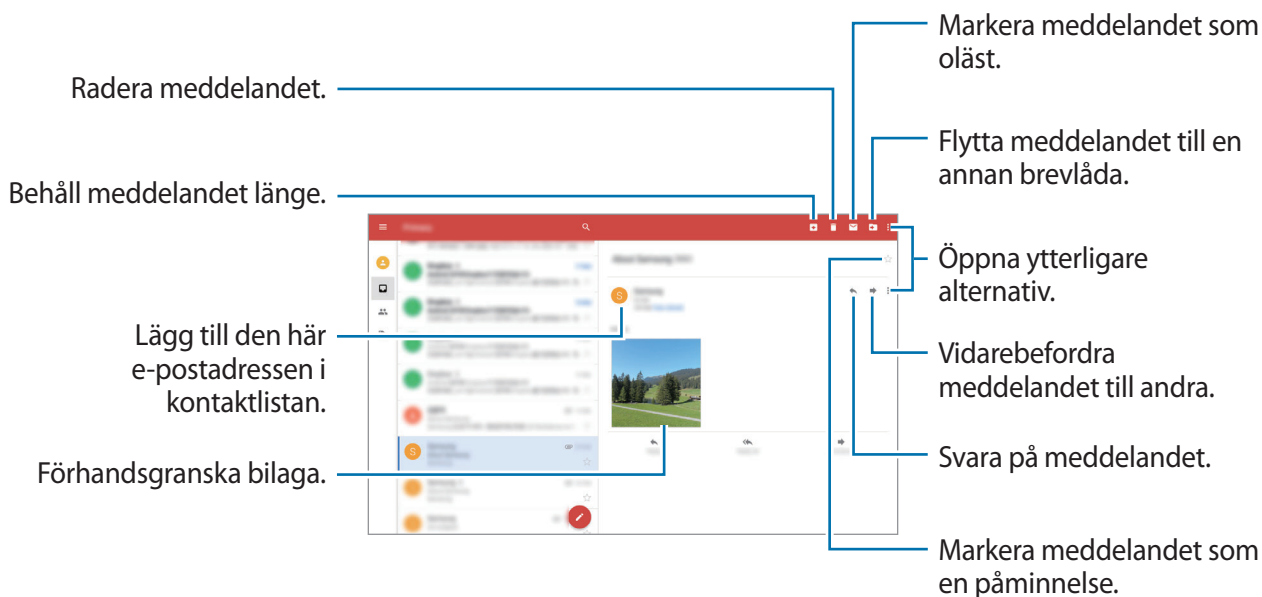 Markera meddelandet som
oläst.
Radera meddelandet.
Flytta meddelandet till en
annan brevlåda.
Behåll meddelandet länge.
Öppna ytterligare
alternativ.
Lägg till den här
e-postadressen i
kontaktlistan.
Vidarebefordra
meddelandet till andra.
Förhandsgranska bilaga.
Svara på meddelandet.
Markera meddelandet som
en påminnelse.
S
S